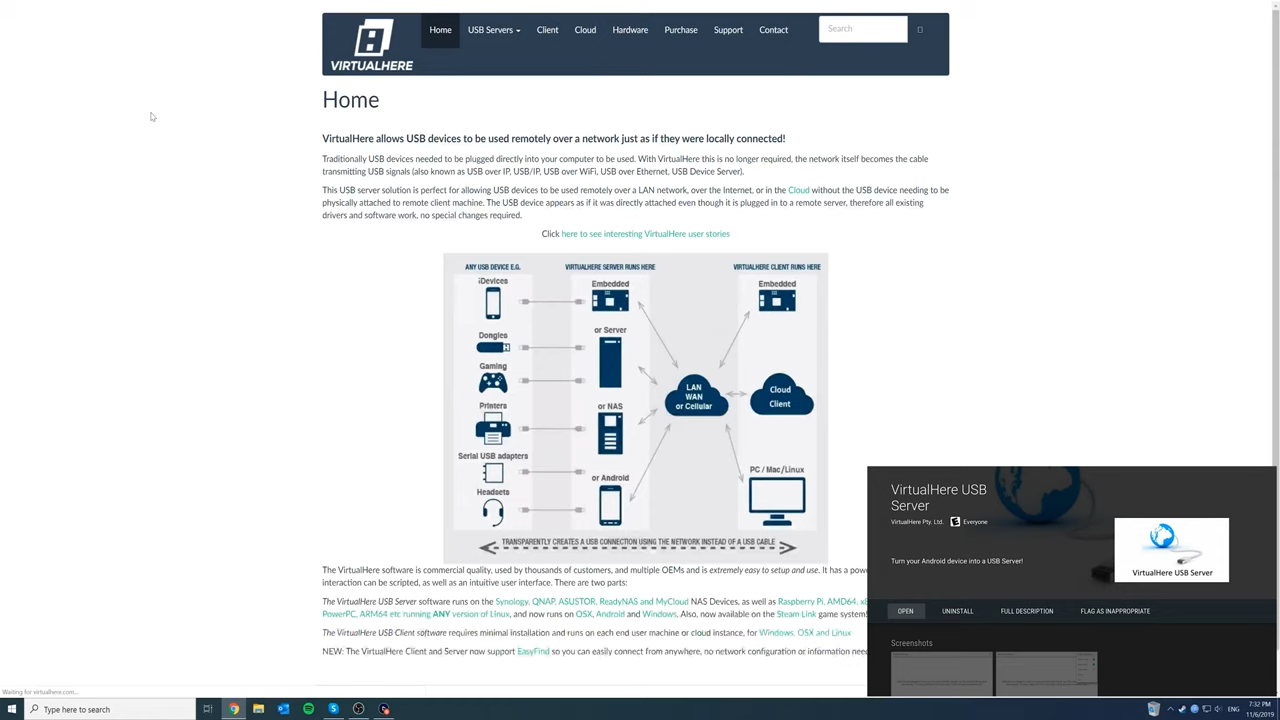 VIRTUALHERE
Home
USB Servers
Client
Cloud
Hardware
Purchase
Support
Contact
Search
Home
VirtualHere allows USB devices to be used remotely over a network just as if they were locally connected!
Traditionally USB devices needed to be plugged directly into your computer to be used. With VirtualHere this is no longer required, the network itself becomes the cable
transmitting USB signals (also known as USB over IP, USB/IP, USB over WiFi, USB over Ethernet, USB Device Server).
This USB server solution is perfect for allowing USB devices to be used remotely over a LAN network, over the Internet, or in the Cloud without the USB device needing to be
physically attached to remote client machine. The USB device appears as if it was directly attached even though it is plugged in to a remote server, therefore all existing
drivers and software work, no special changes required.
Click here to see interesting VirtualHere user stories
ANY USB DEVICE E.G.
VIRTUALHERE SERVER RUNS HERE
VIRTUALHERE CLIENT RUNS HERE
iDevices
Embedded
Embedded
Dongles
or Server
Gaming
LAN
WAN
or Cellular
Cloud
Client
Printers
or NAS
Serial USB adapters
PC / Mac/Linux
Headsets
or Android
TRANSPARENTLY CREATES A USB CONNECTION USING THE NETWORK INSTEAD OF A USB CABLE
The VirtualHere software is commercial quality, used by thousands of customers, and multiple OEMs and is extremely easy to setup and use. It has a
interaction can be scripted, as well as an intuitive user interface. There are two parts:
The VirtualHere USB Server software runs on the Synology, QNAP, ASUSTOR, ReadyNAS and MyCloud NAS Devices, as well as Raspberry Pi, AMD64,
PowerPC, ARM64 etc running ANY version of Linux, and now runs on OSX, Android and Windows. Also, now available on the Steam Link game
The VirtualHere USB Client software requires minimal installation and runs on each end user machine or cloud instance, for Windows, OSX and Linux
NEW: The VirtualHere Client and Server now support EasyFind so you can easily connect from anywhere, no network configuration or information
VirtualHere USB
Server
VirtualHere Pty. Ltd.
E
Everyone
Turn your Android device into a USB Server!
VirtualHere USB Server
OPEN
UNINSTALL
FULL DESCRIPTION
FLAG AS INAPPROPRIATE
Screenshots
Waiting for virtualhere.com...
Type here to search
ENG
7:32 PM
11/6/2019